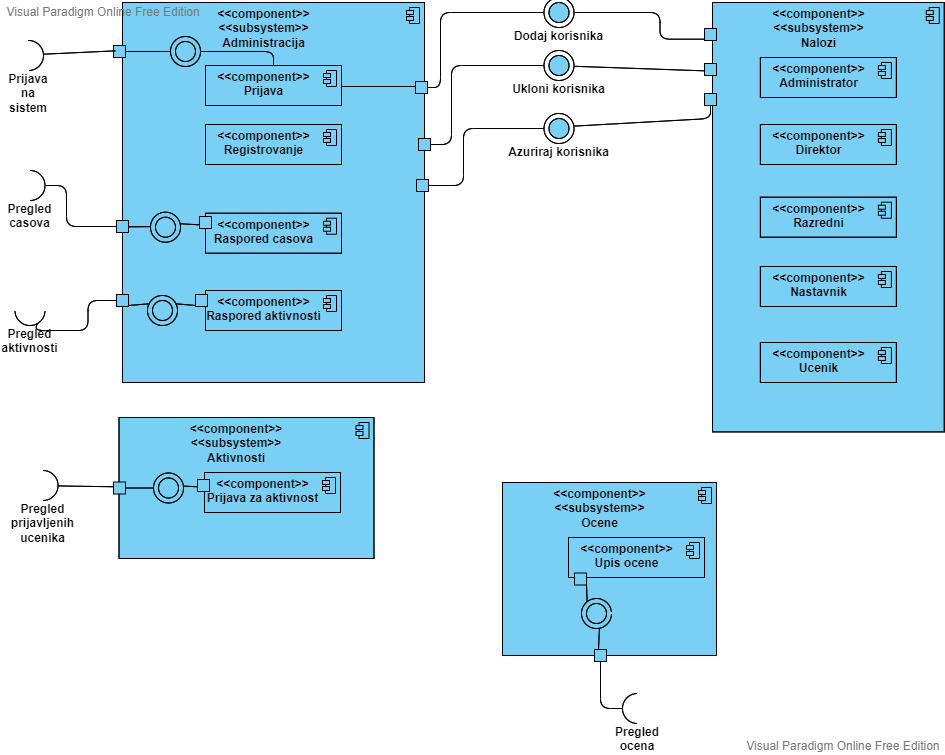 Visual Paradigm Online Free Edition
<<component>>
<<subsystem>>
Administracija
Prijava
na
sistem
<<component>>
Prijava
<<component>>
Registrovanje
Pregled
casova
<<component>>
Raspored casova
Pregled
aktivnosti
<<component>>
Raspored aktivnosti
Dodaj korisnika
Ukloni korisnika
Azuriraj korisnika
<<component>>
<<subsystem>>
Nalozi
<<component>>
Administrator
<<component>>
Direktor
<<component>>
Razredni
<<component>>
Nastavnik
<<component>>
Ucenik
<<component>>
<<subsystem>>
Aktivnosti
<<component>>
Prijava za aktivnost
Pregled
prijavljenih
ucenika
<<component>>
<<subsystem>>
Ocene
<<component>>
Upis ocene
Pregled
ocena
Visual Paradigm Online Free Edition